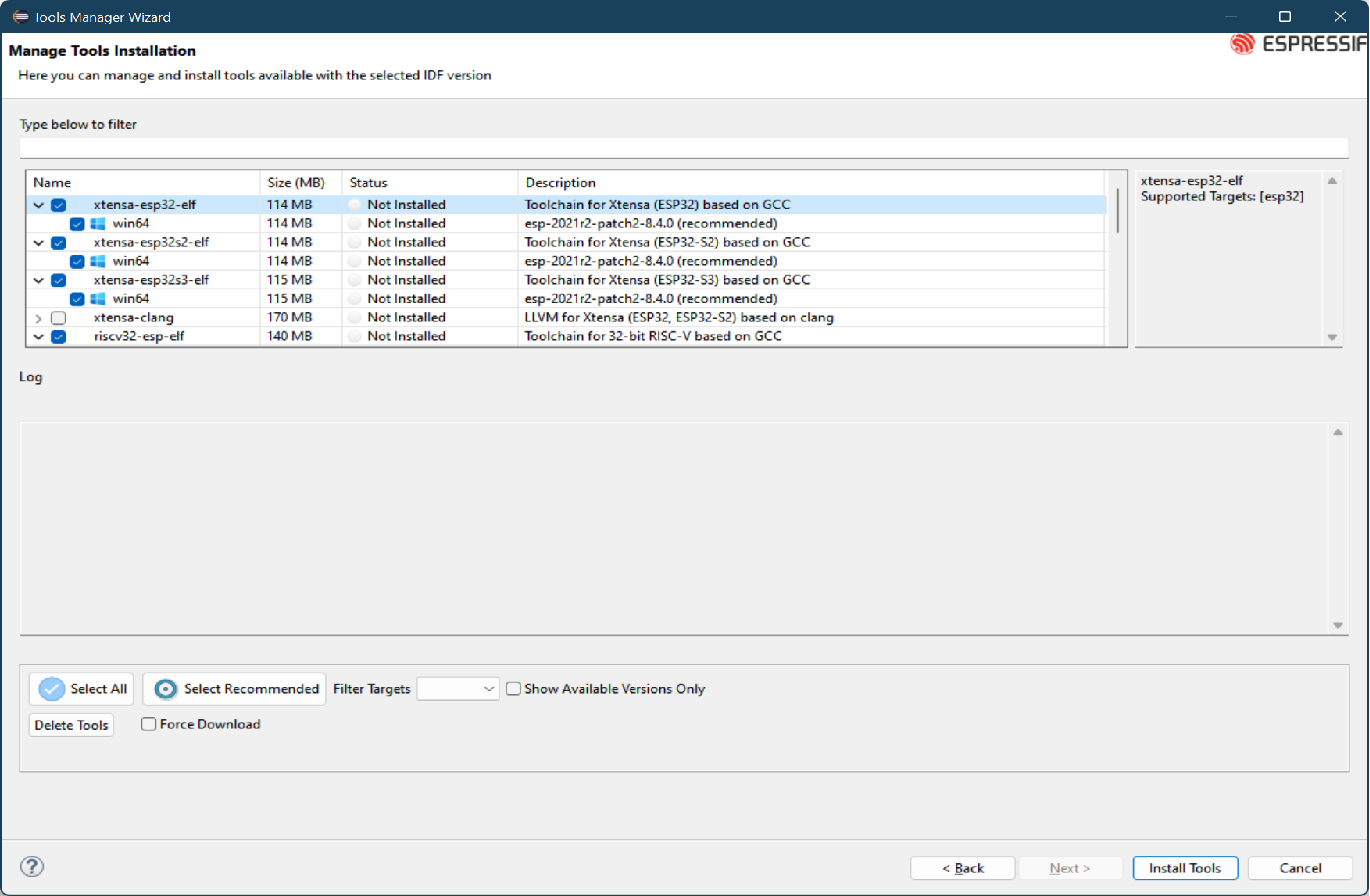 Tools Manager Wizard
Manage Tools Installation
ESPRESSIF
Here you can manage and install tools available with the selected IDF version
Type below to filter
Name Size (MB) Status Description
xtensa-esp32-elf 114 MB Not Installed Toolchain for Xtensa (ESP32) based on GCC
win64 114 MB Not Installed esp-2021r2-patch2-8.4.0 (recommended)
xtensa-esp32s2-elf 114 MB Not Installed Toolchain for Xtensa (ESP32-S2) based on GCC
win64 114 MB Not Installed esp-2021r2-patch2-8.4.0 (recommended)
xtensa-esp32s3-elf 115 MB Not Installed Toolchain for Xtensa (ESP32-S3) based on GCC
win64 115 MB Not Installed esp-2021r2-patch2-8.4.0 (recommended)
xtensa-clang 170 MB Not Installed LLVM for Xtensa (ESP32, ESP32-S2) based on clang
riscv32-esp-elf 140 MB Not Installed Toolchain for 32-bit RISC-V based on GCC
xtensa-esp32-elf
Supported Targets: [esp32]
Log
Select All Select Recommended Filter Targets Show Available Versions Only
Delete Tools Force Download
? < Back Next > Install Tools Cancel